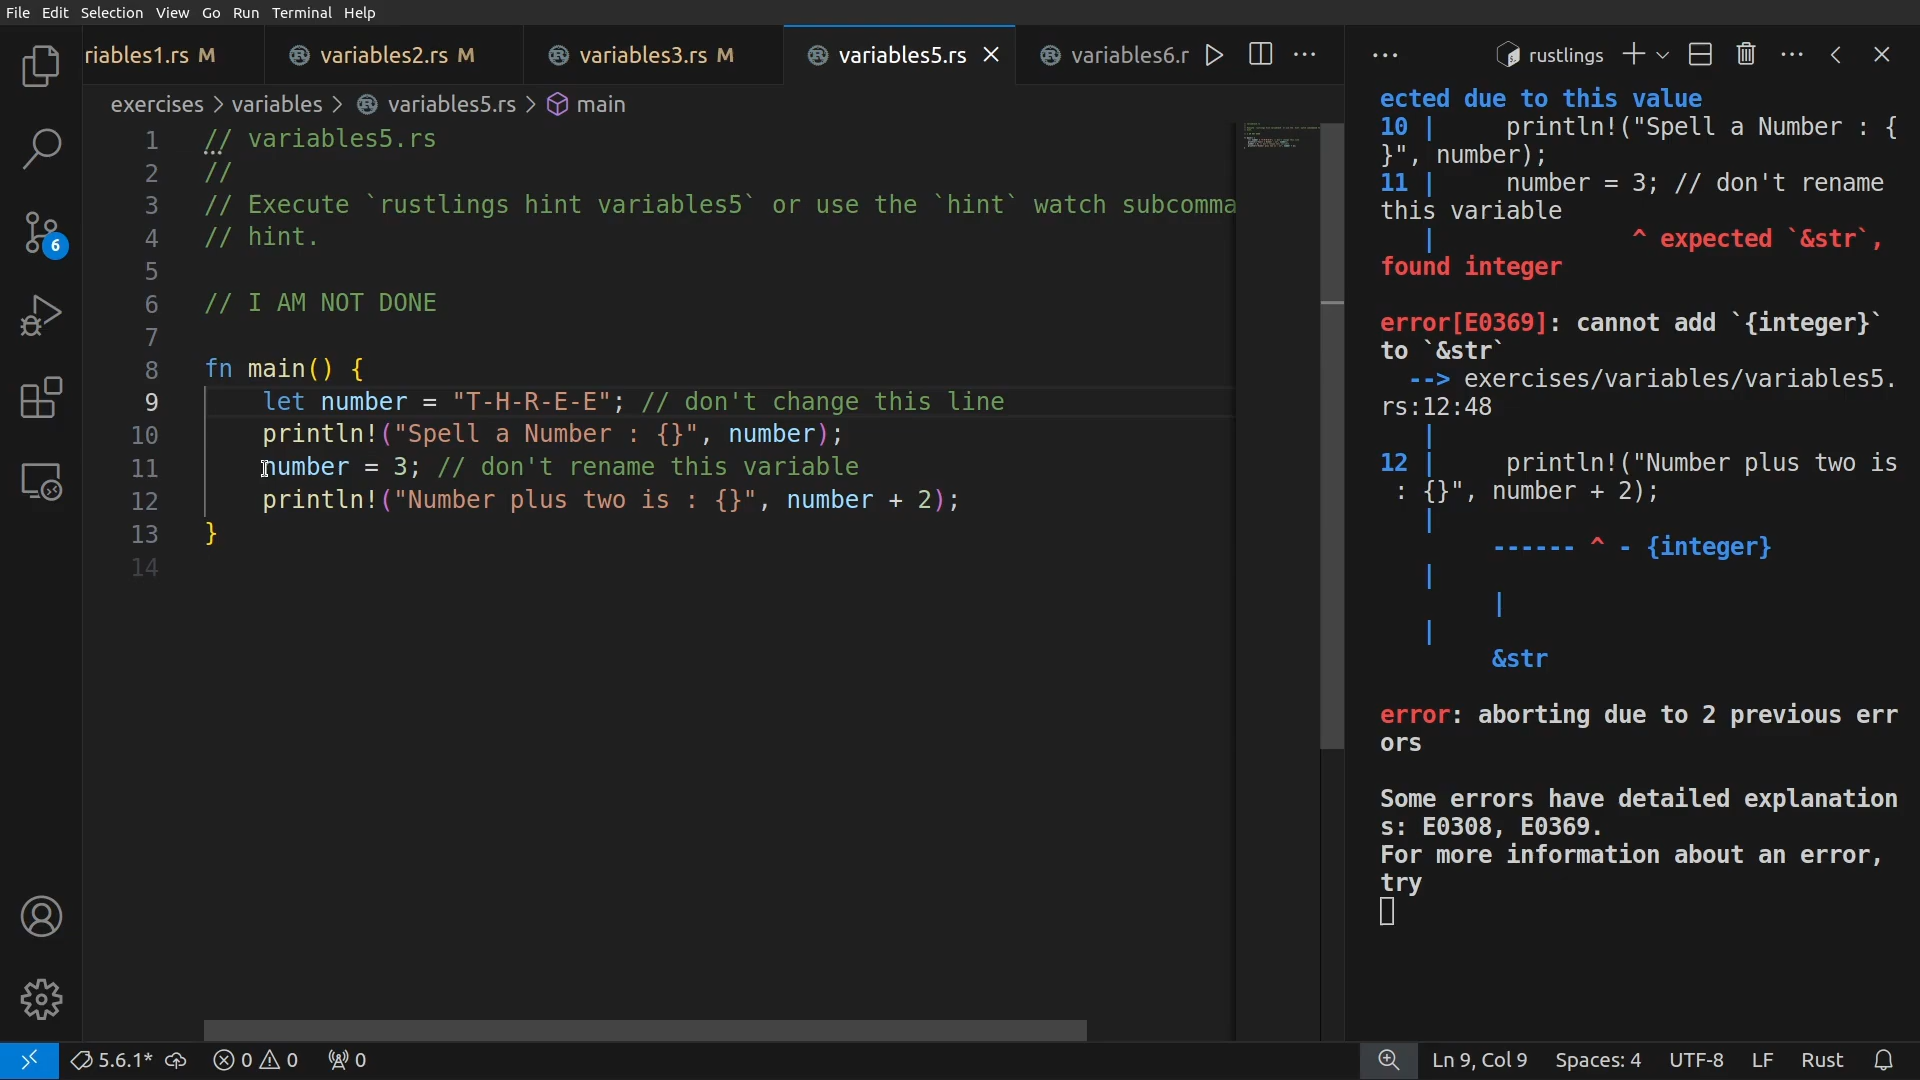 File Edit Selection View Go Run Terminal Help
riables1.rs M variables2.rs M variables3.rs M variables5.rs variables6.r
exercises > variables > variables5.rs > main
1 // variables5.rs
2 //
3 // Execute `rustlings hint variables5` or use the `hint` watch subcomma
4 // hint.
5
6 // I AM NOT DONE
7
8 fn main() {
9 let number = "T-H-R-E-E"; // don't change this line
10 println!("Spell a Number : {}", number);
11 number = 3; // don't rename this variable
12 println!("Number plus two is : {}", number + 2);
13 }
14
rustlings
ected due to this value
10 | println!("Spell a Number : {
}", number);
11 | number = 3; // don't rename
this variable
| ^ expected `&str`,
found integer
error[E0369]: cannot add `{integer}`
to `&str`
--> exercises/variables/variables5.
rs:12:48
|
12 | println!("Number plus two is
: {}", number + 2);
|
------ ^ - {integer}
|
|
|
&str
error: aborting due to 2 previous err
ors
Some errors have detailed explanation
s: E0308, E0369.
For more information about an error,
try
6
5.6.1* 0 0 0 Ln 9, Col 9 Spaces: 4 UTF-8 LF Rust